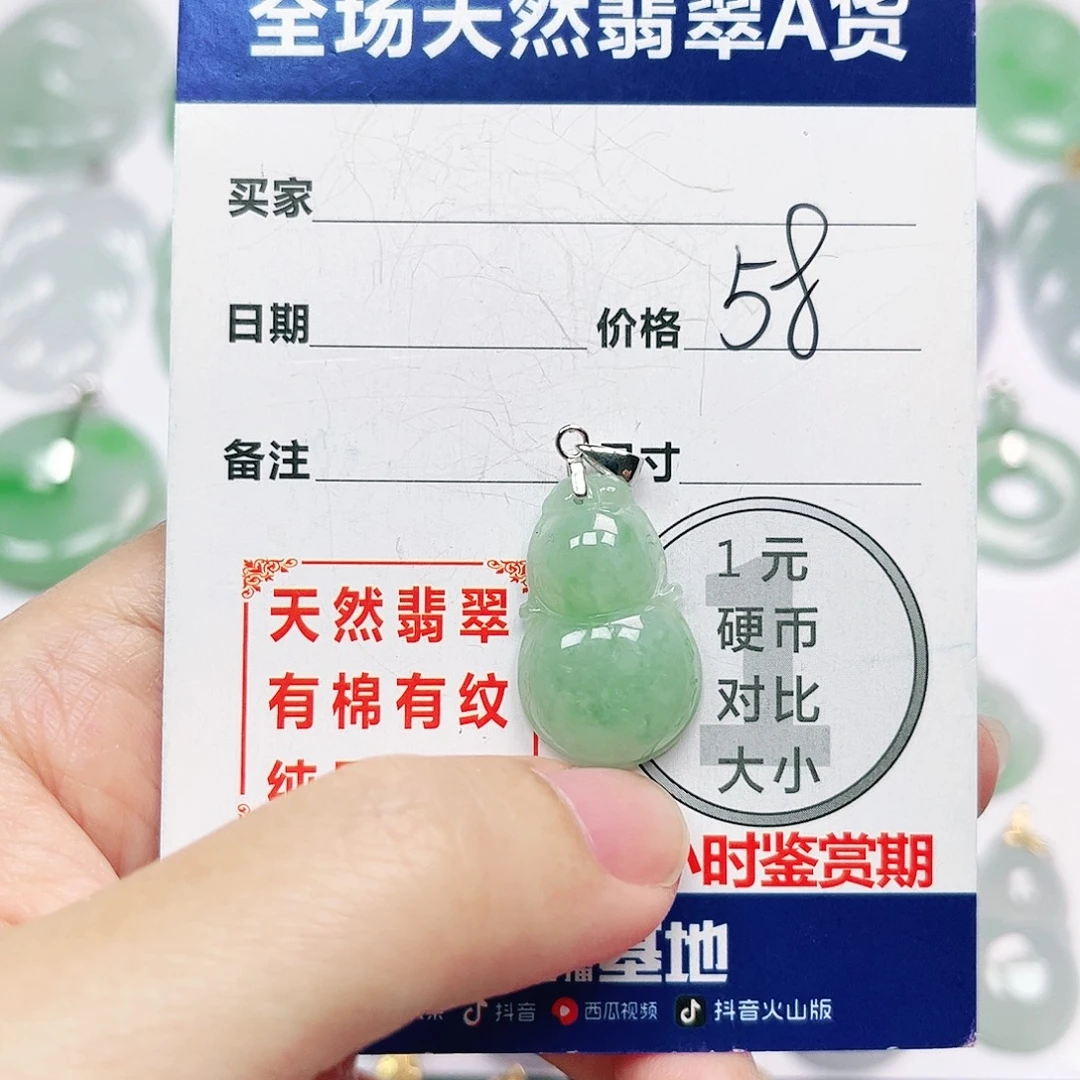 全场天然翡翠A货
买家
日期 价格 58
备注 寸
天然翡翠
有棉有纹
1元
硬币
对比
大小
小时鉴赏期
基地
抖音 西瓜视频 抖音火山版